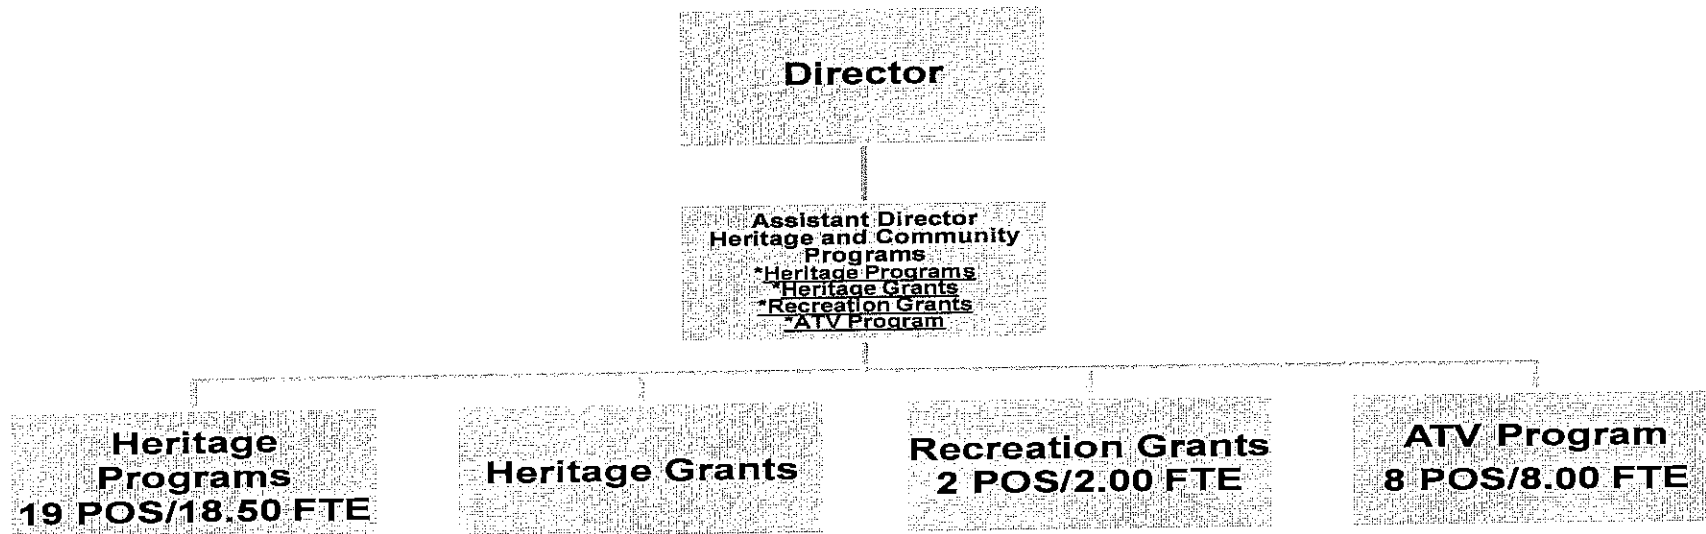 Director
Assistant Director
Heritage and Community
Programs
*Heritage Programs
*Heritage Grants
*Recreation Grants
*ATV Program
Heritage
Programs
19 POS/18.50 FTE
Heritage Grants
Recreation Grants
2 POS/2.00 FTE
ATV Program
8 POS/8.00 FTE